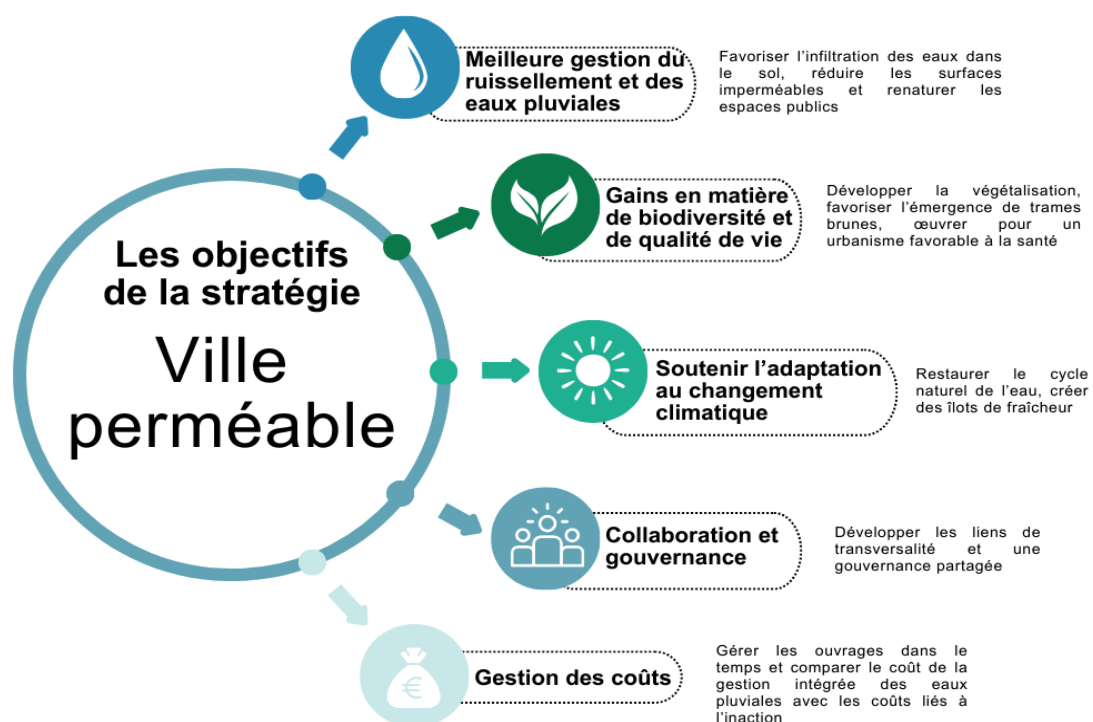 Les objectifs
de la stratégie
Ville
perméable
Meilleure gestion du
ruissellement et des
eaux pluviales
Favoriser l’infiltration des eaux dans
le sol, réduire les surfaces
imperméables et renaturer les
espaces publics
Gains en matière
de biodiversité et
de qualité de vie
Développer la végétalisation,
favoriser l’émergence de trames
brunes, œuvrer pour un
urbanisme favorable à la santé
Soutenir l’adaptation
au changement
climatique
Restaurer le cycle
naturel de l’eau, créer
des îlots de fraîcheur
Collaboration et
gouvernance
Développer les liens de
transversalité et une
gouvernance partagée
€
Gestion des coûts
Gérer les ouvrages dans le
temps et comparer le coût de la
gestion intégrée des eaux
pluviales avec les coûts liés à
l’inaction